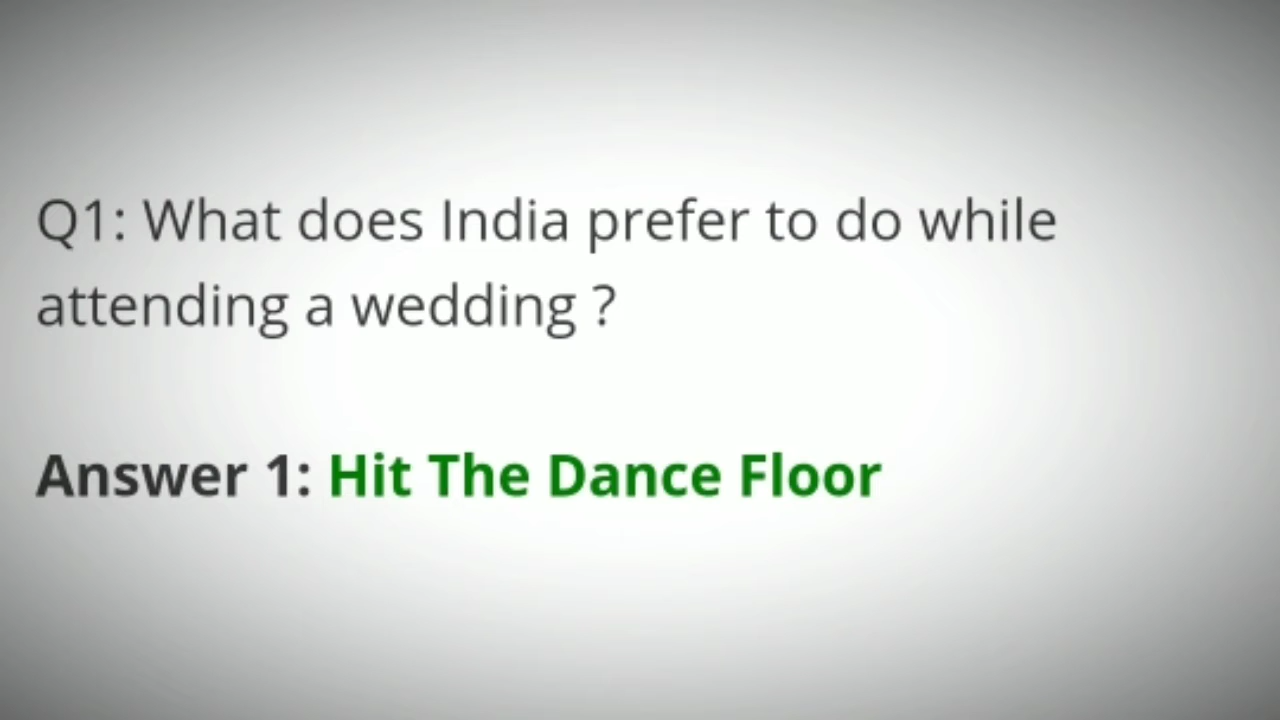 Q1: What does India prefer to do while
attending a wedding ?
Answer 1: Hit The Dance Floor